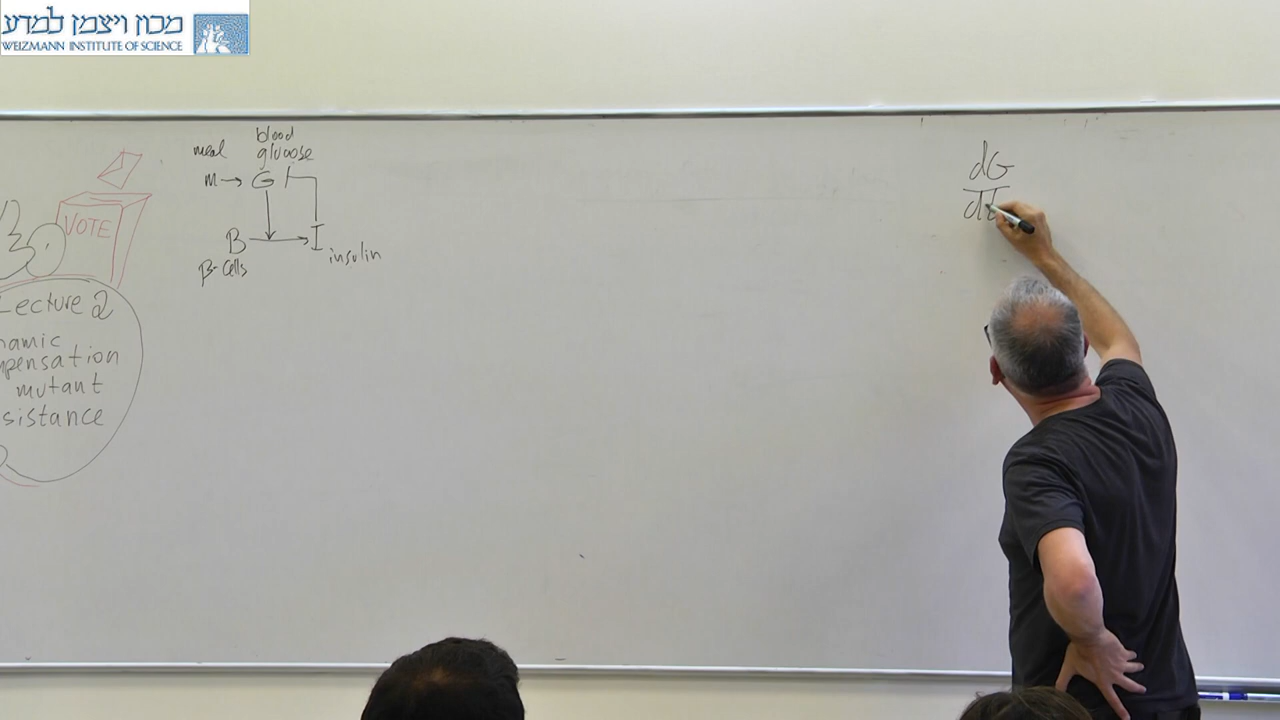 מכון ויצמן למדע
WEIZMANN INSTITUTE OF SCIENCE
VOTE
Lecture 2
namic
mpensation
mutant
sistance
meal
blood
glucose
m → G
B → I
insulin
β-Cells
dG
dt